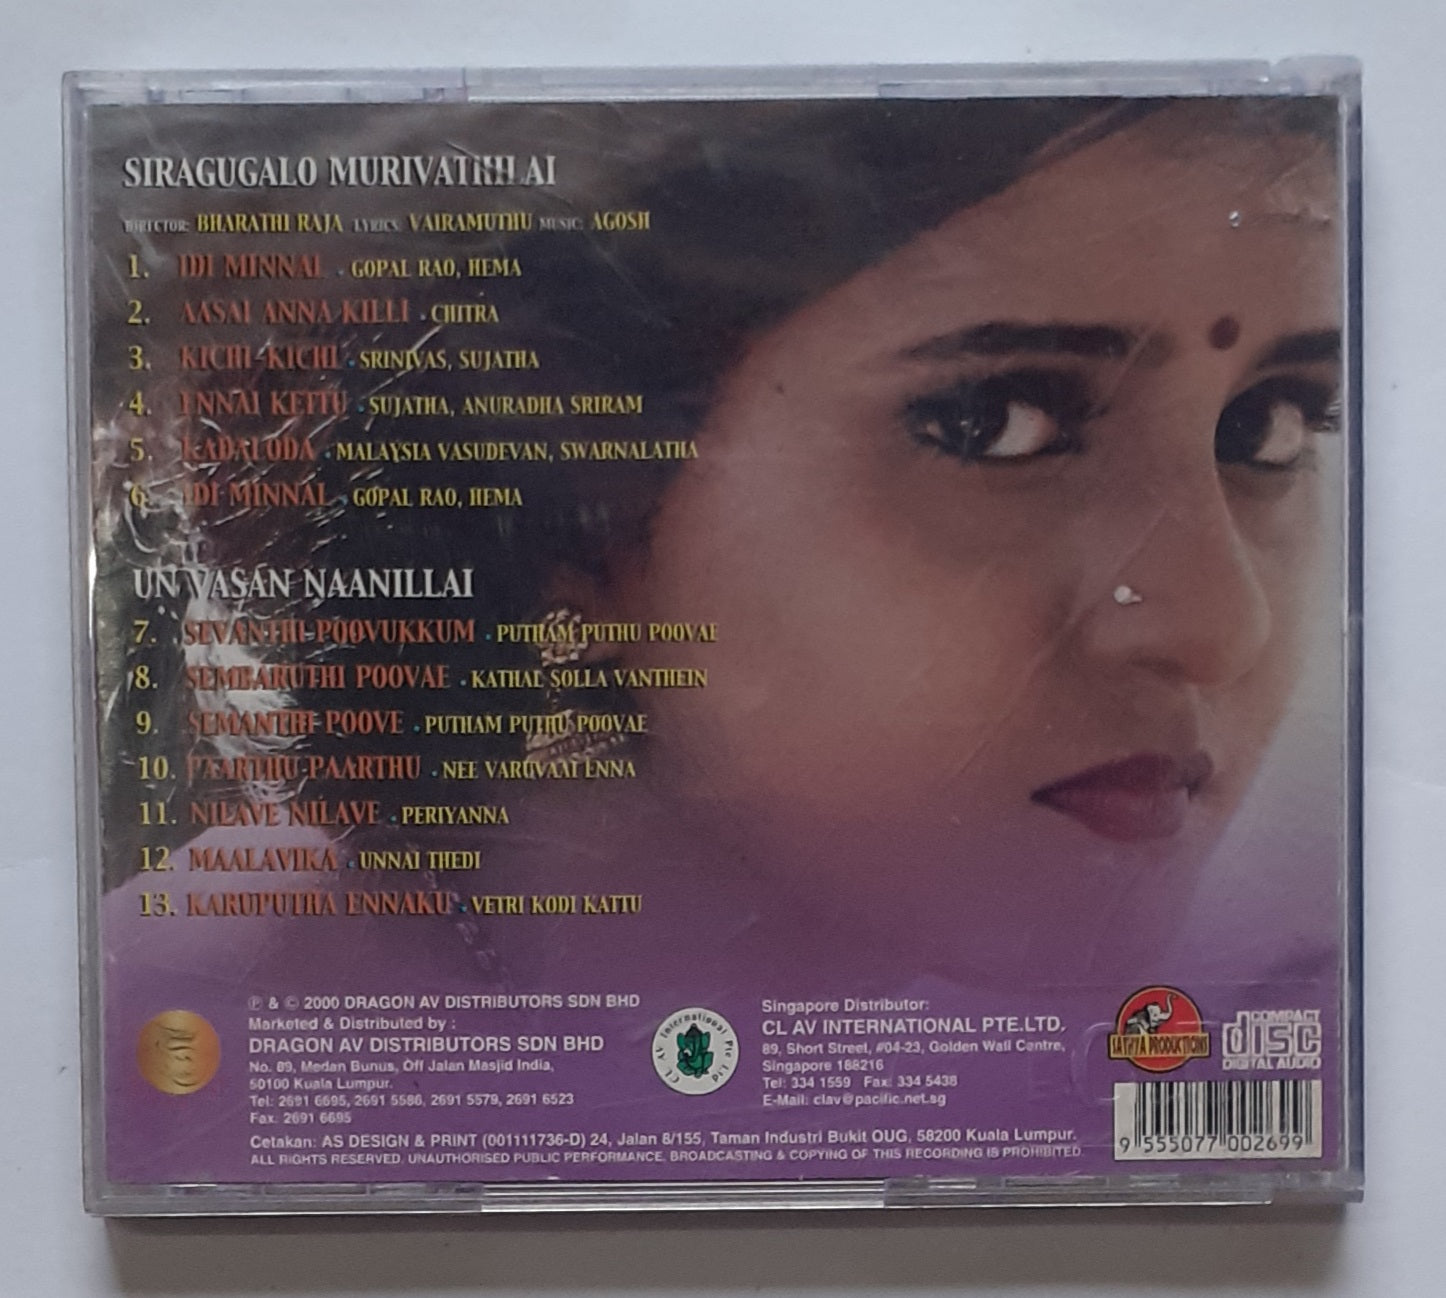 SIRAGUGALO MURIVATHILAI
DIRECTOR: BHARATHI RAJA LYRICS: VAIRAMUTHU MUSIC: AGOSH
1. IDI MINNAL • GOPAL RAO, HEMA
2. AASAI ANNA KILLI • CHITRA
3. KICHI-KICHI • SRINIVAS, SUJATHA
4. ENNAI KETTU • SUJATHA, ANURADHA SRIRAM
5. KADALODA • MALAYSIA VASUDEVAN, SWARNALATHA
6. IDI MINNAL • GOPAL RAO, HEMA
UN VASAN NAANILLAI
7. SEVANTHI POOVUKKUM • PUTHAM PUTHU POOVAE
8. SEMBARUTHI POOVAE • KATHAL SOLLA VANTHEIN
9. SEMANTHI POOVE • PUTHAM PUTHU POOVAE
10. PAARTHU PAARTHU • NEE VARUVAAI ENNA
11. NILAVE NILAVE • PERIYANNA
12. MAALAVIKA • UNNAI THEDI
13. KARUPUTHA ENNAKU • VETRI KODI KATTU
℗ & © 2000 DRAGON AV DISTRIBUTORS SDN BHD
Marketed & Distributed by :
DRAGON AV DISTRIBUTORS SDN BHD
No. 89, Medan Bunus, Off Jalan Masjid India,
50100 Kuala Lumpur.
Tel: 2691 6695, 2691 5586, 2691 5579, 2691 6523
Fax: 2691 6695
CL AV International Pte Ltd
Singapore Distributor:
CL AV INTERNATIONAL PTE.LTD.
89, Short Street, #04-23, Golden Wall Centre,
Singapore 188216
Tel: 334 1559 Fax: 334 5438
E-Mail: clav@pacific.net.sg
SATHYA PRODUCTIONS
COMPACT
disc
DIGITAL AUDIO
9 555077 002699
Cetakan: AS DESIGN & PRINT (001111736-D) 24, Jalan 8/155, Taman Industri Bukit OUG, 58200 Kuala Lumpur.
ALL RIGHTS RESERVED. UNAUTHORISED PUBLIC PERFORMANCE, BROADCASTING & COPYING OF THIS RECORDING IS PROHIBITED.